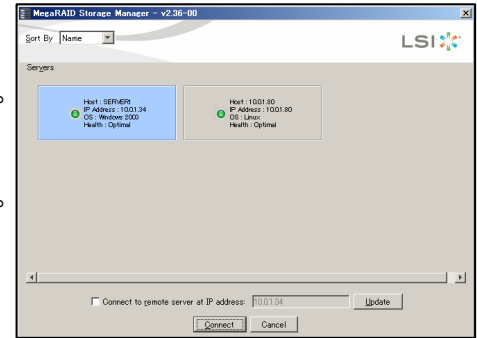 MegaRAID Storage Manager - v2.36-00
Sort By Name
LSI
Servers
Host : SERVER1
IP Address : 10.0.1.34
OS : Windows 2003
Health : Optimal
Host : 10.0.1.80
IP Address : 10.0.1.80
OS : Linux
Health : Optimal
Connect to remote server at IP address: 10.0.1.34 Update
Connect Cancel